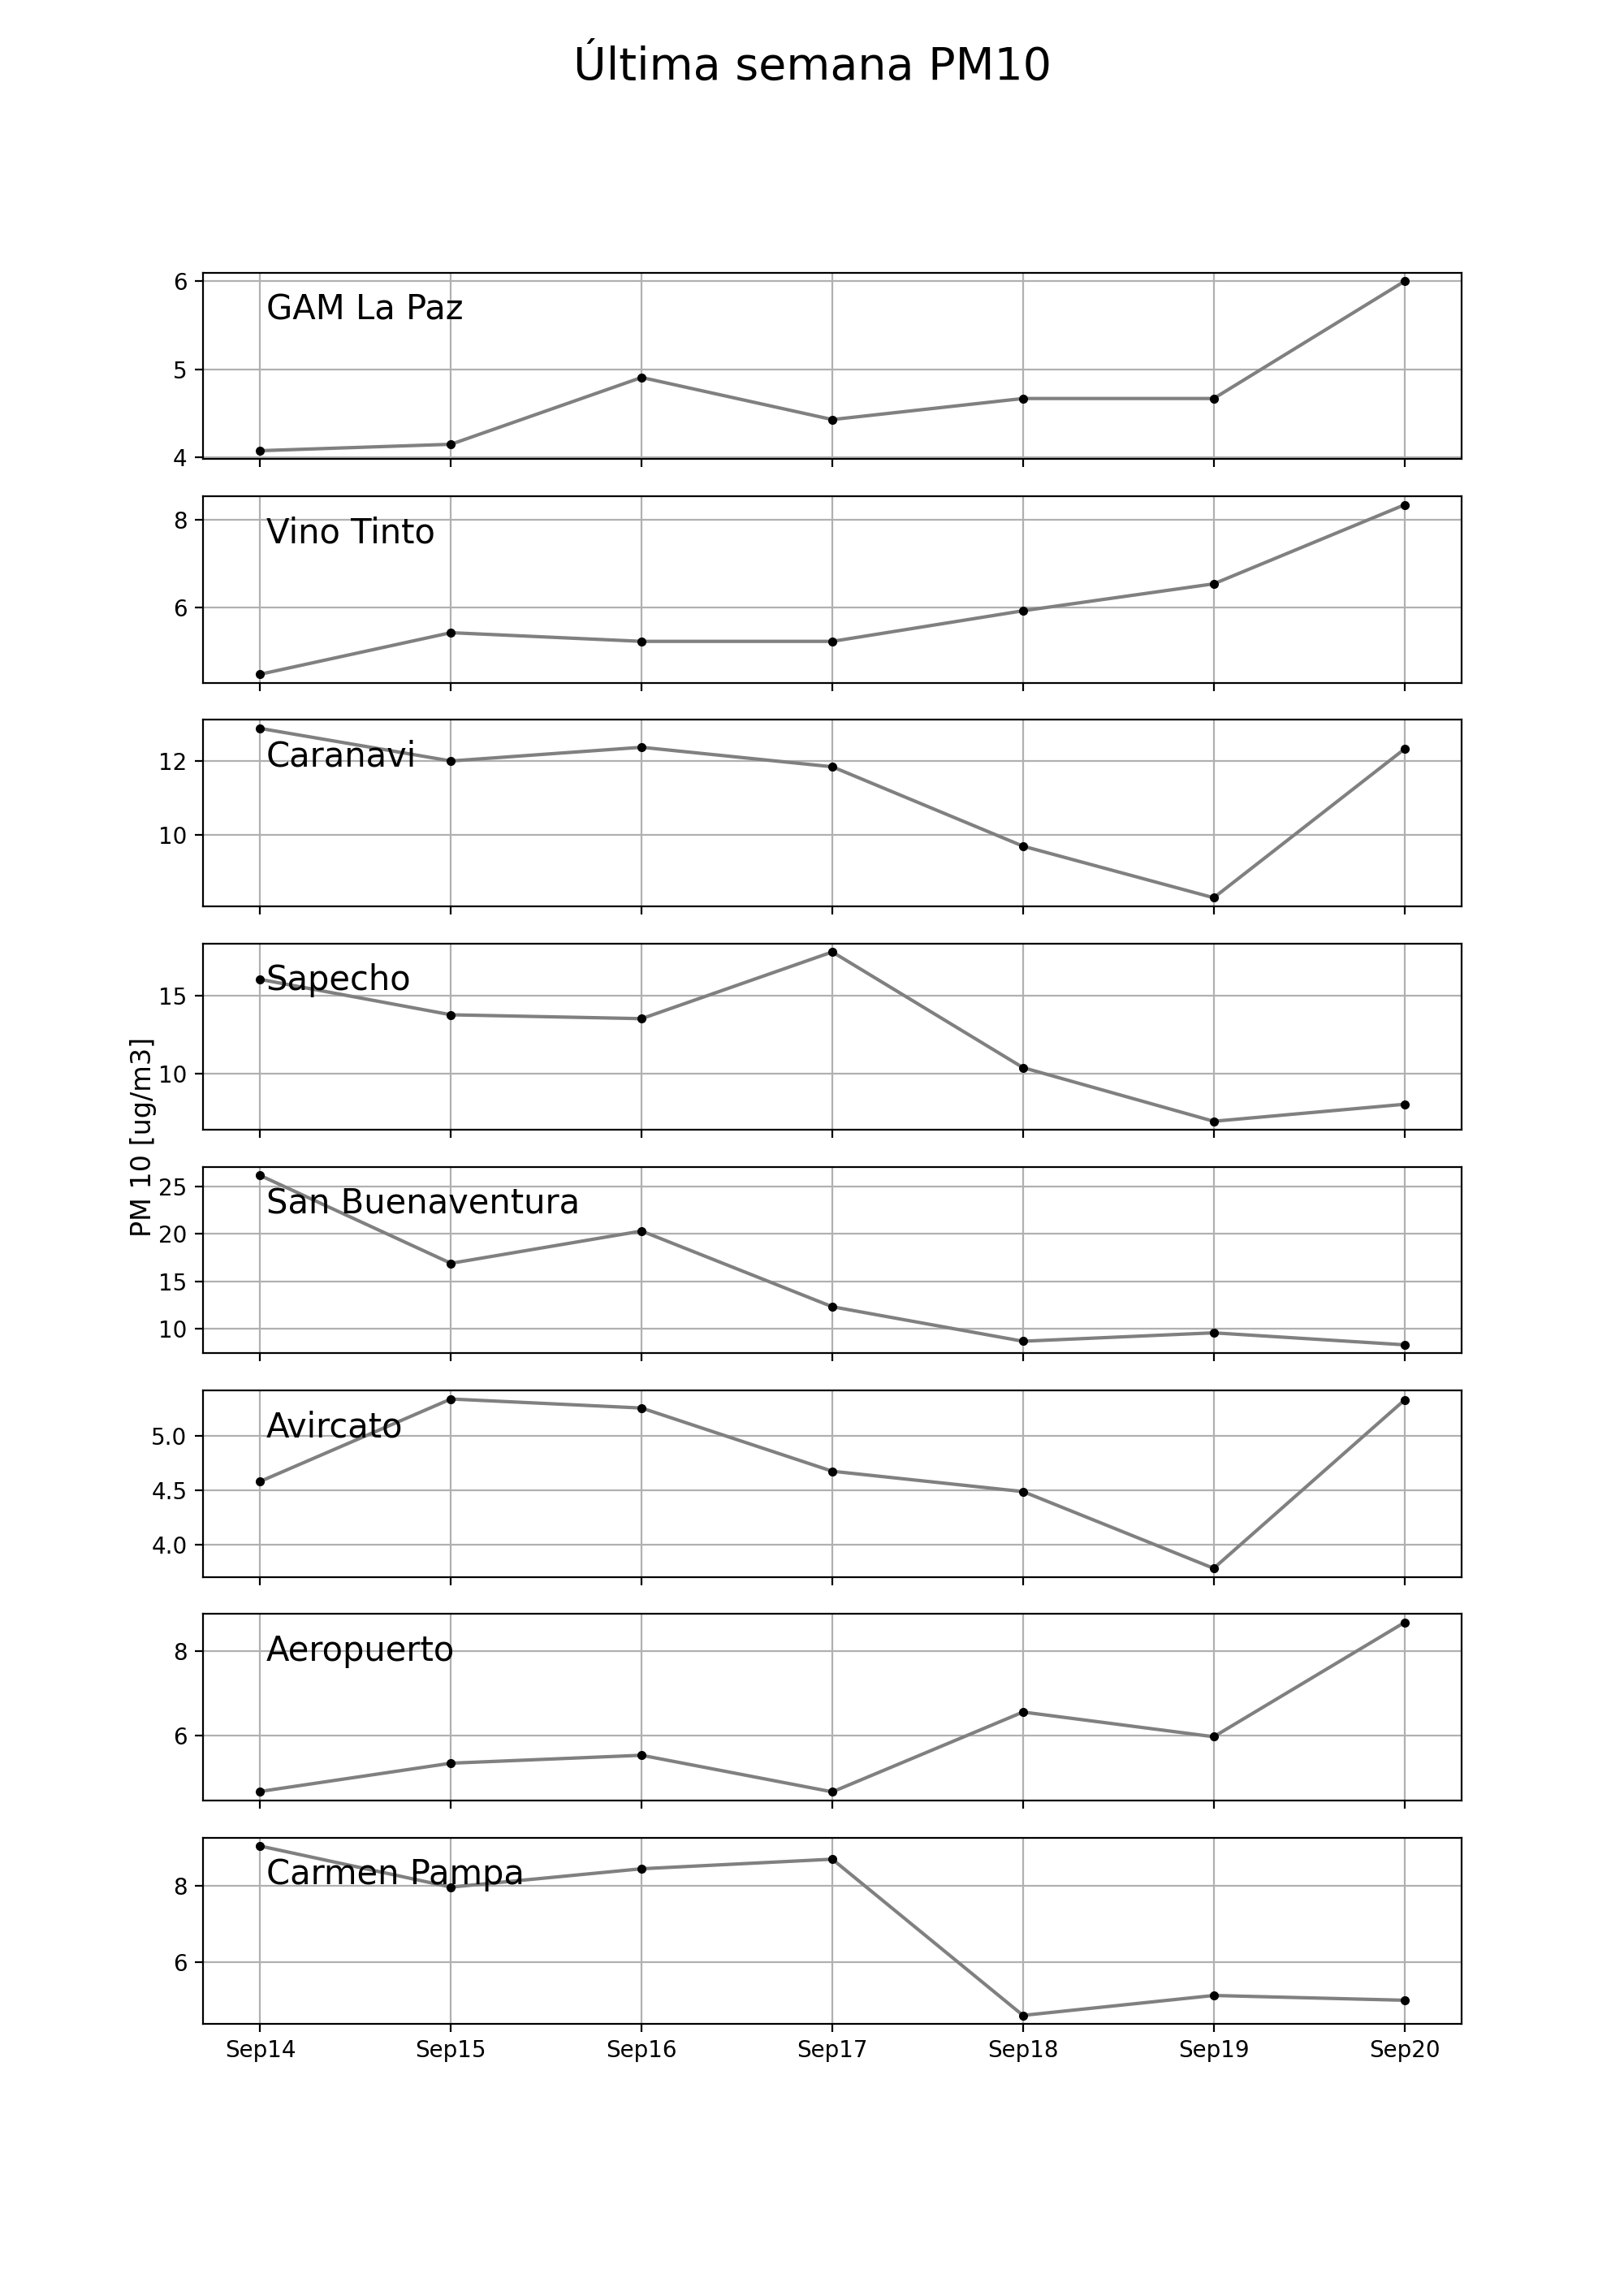 Última semana PM10
GAM La Paz
6
5
4
Vino Tinto
8
6
Caranavi
12
10
Sapecho
15
10
PM 10 [ug/m3]
San Buenaventura
25
20
15
10
Avircato
5.0
4.5
4.0
Aeropuerto
8
6
Carmen Pampa
8
6
Sep14 Sep15 Sep16 Sep17 Sep18 Sep19 Sep20